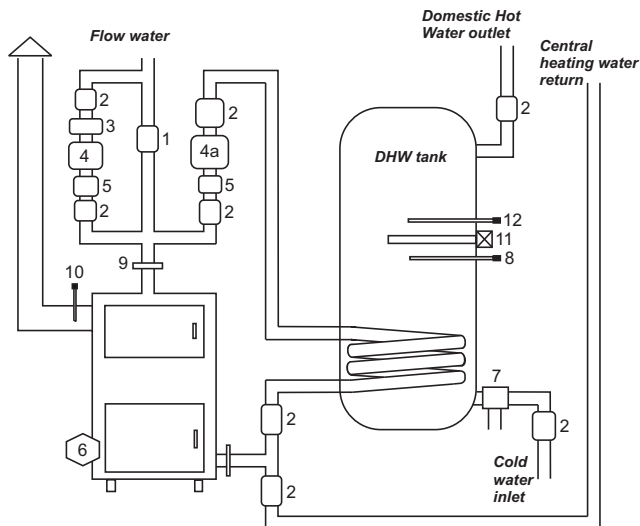 Domestic Hot
Water outlet
Flow water
Central
heating water
return
2
2
2
3
1
4
4a
DHW tank
5
5
2
2
12
11
9
8
10
7
2
2
6
Cold
water
inlet
2